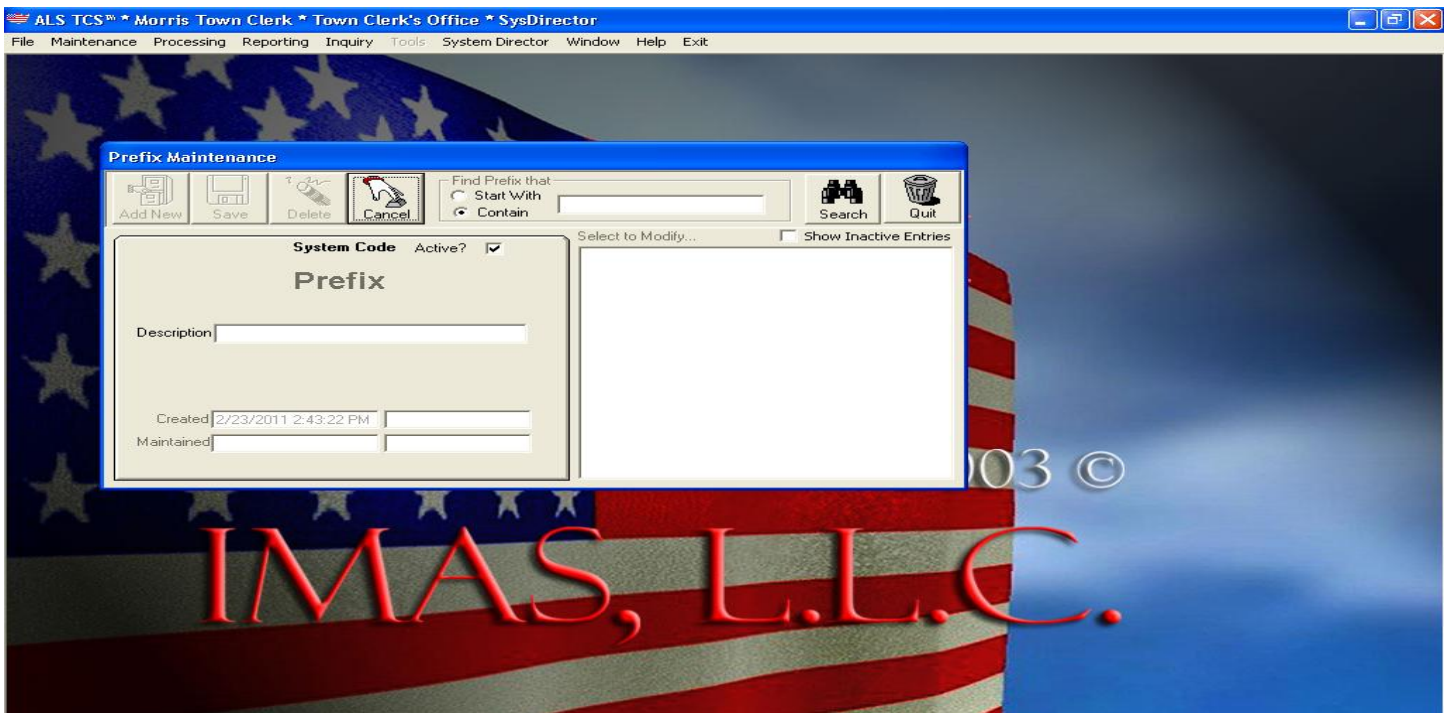 ALS TCS™ * Morris Town Clerk * Town Clerk's Office * SysDirector
File Maintenance Processing Reporting Inquiry Tools System Director Window Help Exit
Prefix Maintenance
Add New Save Delete Cancel
Find Prefix that
Start With
Contain
Search Quit
System Code Active?
Select to Modify... Show Inactive Entries
Prefix
Description
Created 2/23/2011 2:43:22 PM
Maintained
003 ©
IMAS, L.L.C.